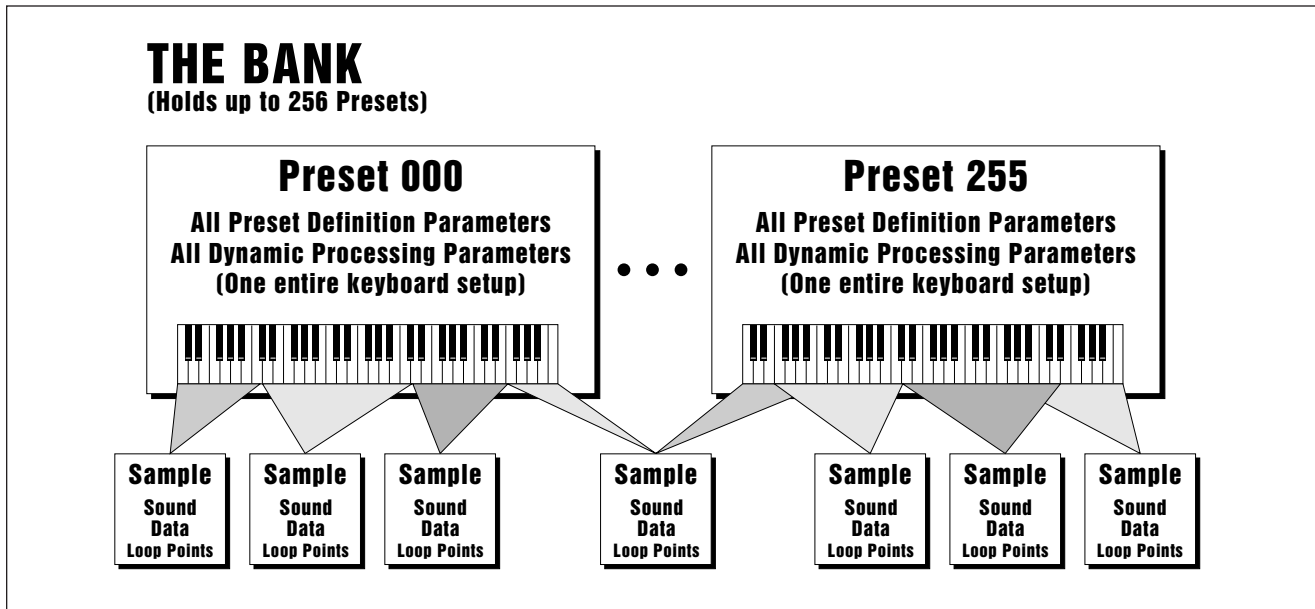 THE BANK
(Holds up to 256 Presets)
Preset 000
All Preset Definition Parameters
All Dynamic Processing Parameters
(One entire keyboard setup)
Preset 255
All Preset Definition Parameters
All Dynamic Processing Parameters
(One entire keyboard setup)
Sample
Sound
Data
Loop Points
Sample
Sound
Data
Loop Points
Sample
Sound
Data
Loop Points
Sample
Sound
Data
Loop Points
Sample
Sound
Data
Loop Points
Sample
Sound
Data
Loop Points
Sample
Sound
Data
Loop Points